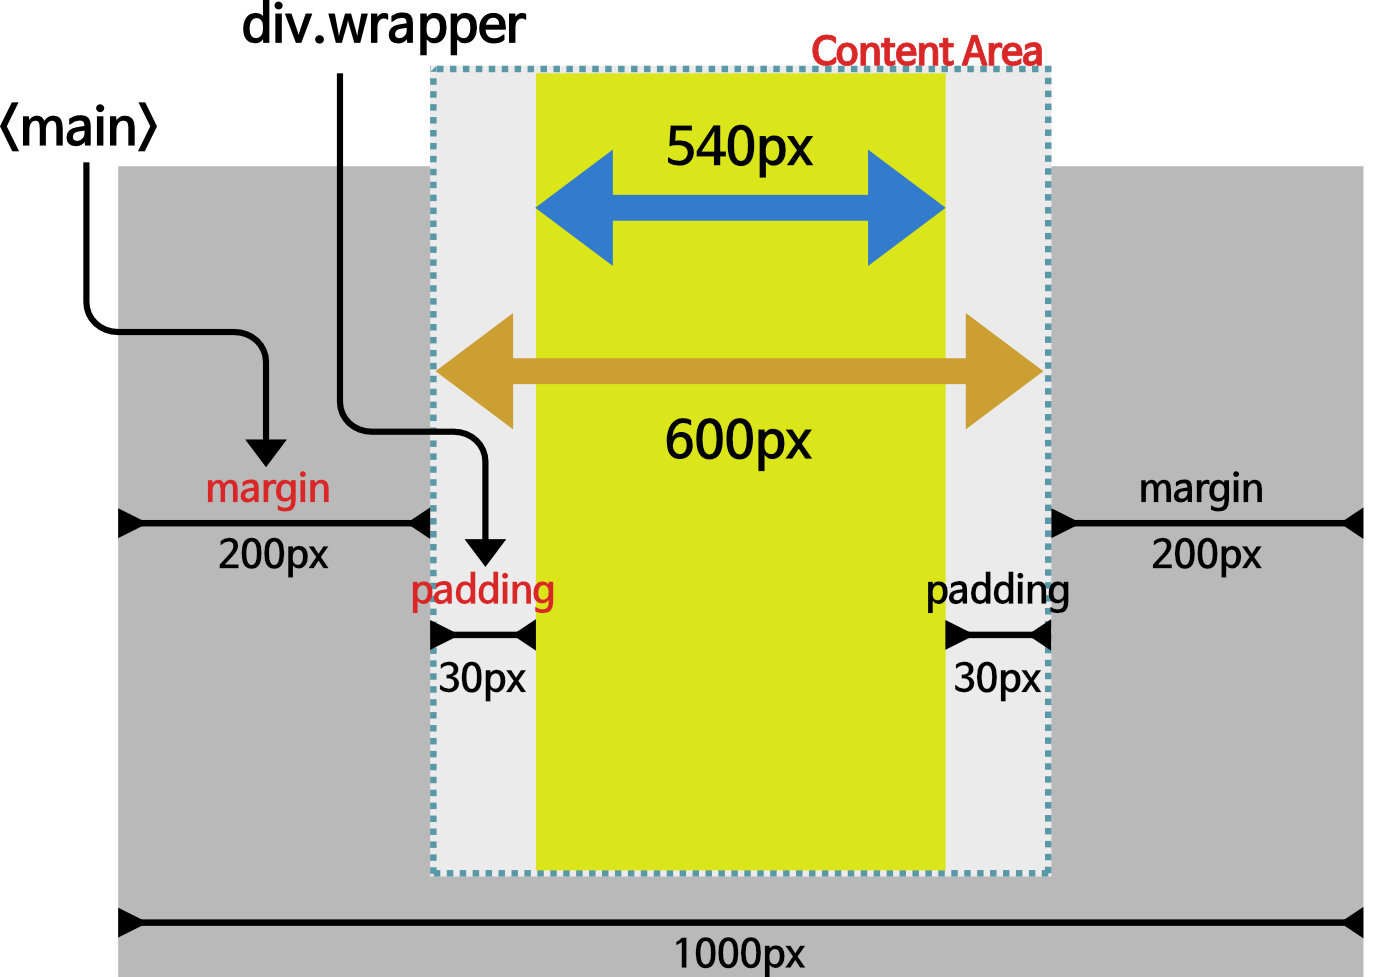 div.wrapper
Content Area
〈main〉
540px
600px
margin
margin
200px
200px
padding
padding
30px
30px
1000px